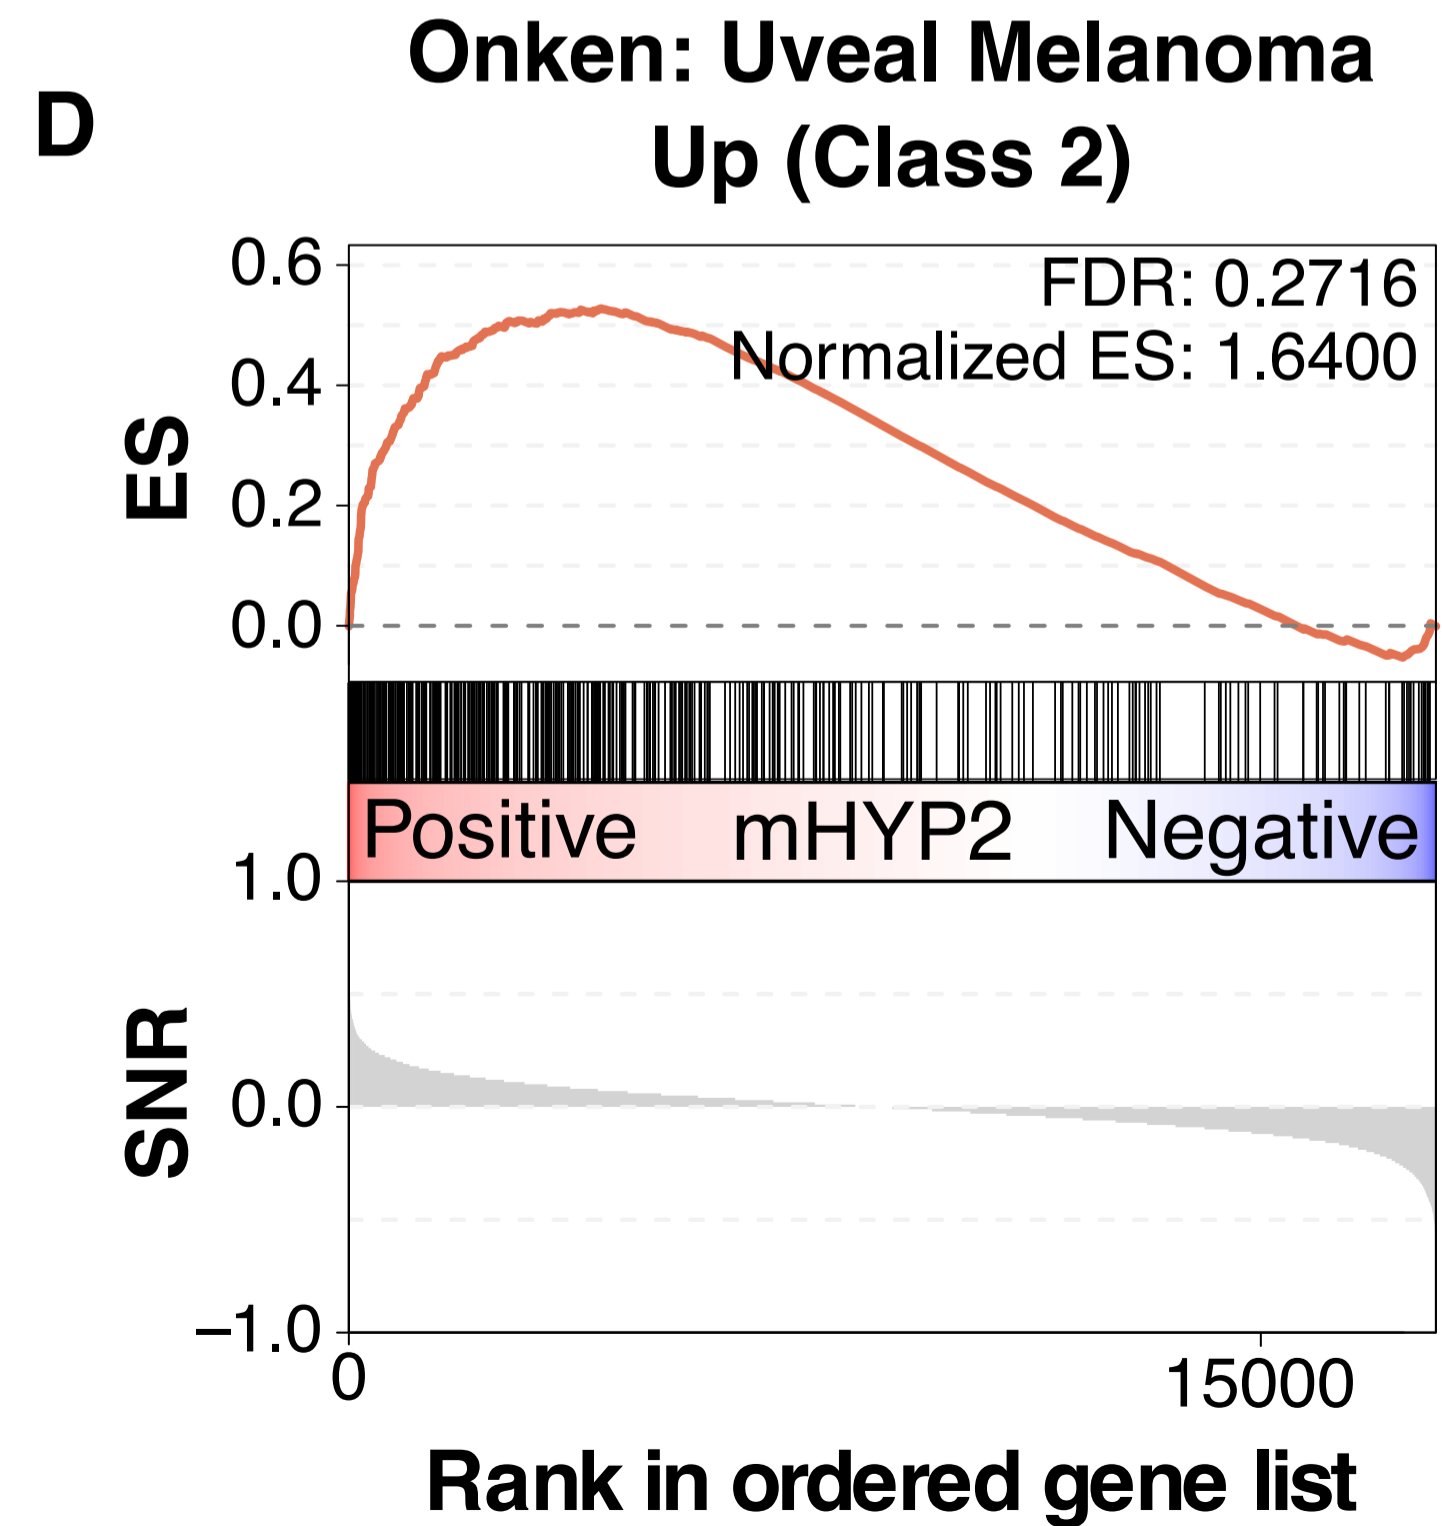 D
Onken: Uveal Melanoma
Up (Class 2)
FDR: 0.2716
Normalized ES: 1.6400
ES
0.6
0.4
0.2
0.0
Positive mHYP2 Negative
SNR
1.0
0.0
−1.0
0 15000
Rank in ordered gene list